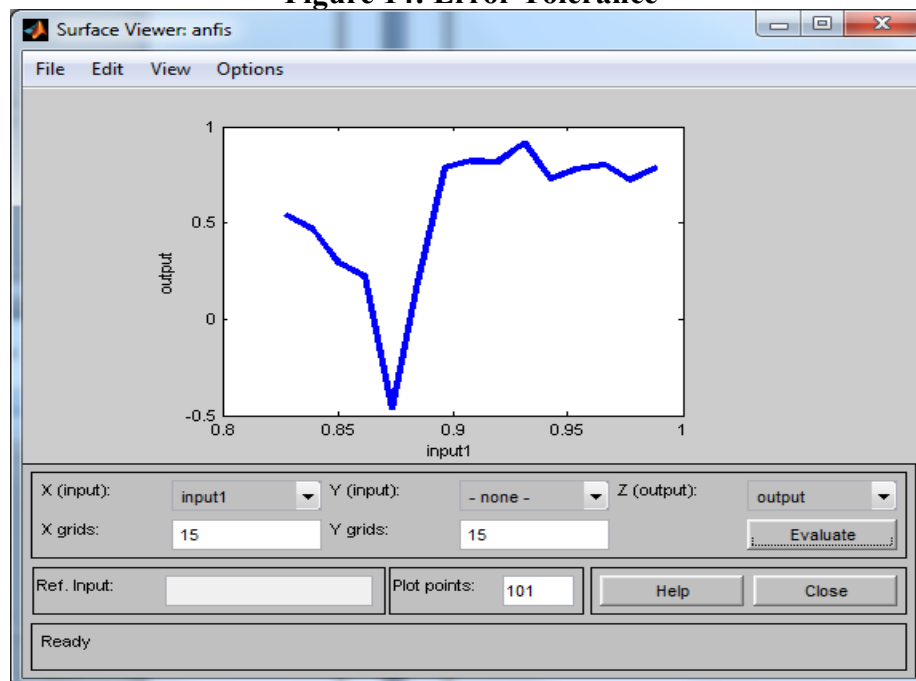 Figure 14: Error Tolerance
Surface Viewer: anfis
File Edit View Options
1
0.5
0
-0.5
output
0.8 0.85 0.9 0.95 1
input1
X (input): input1 Y (input): - none - Z (output): output
X grids: 15 Y grids: 15 Evaluate
Ref. Input: Plot points: 101 Help Close
Ready